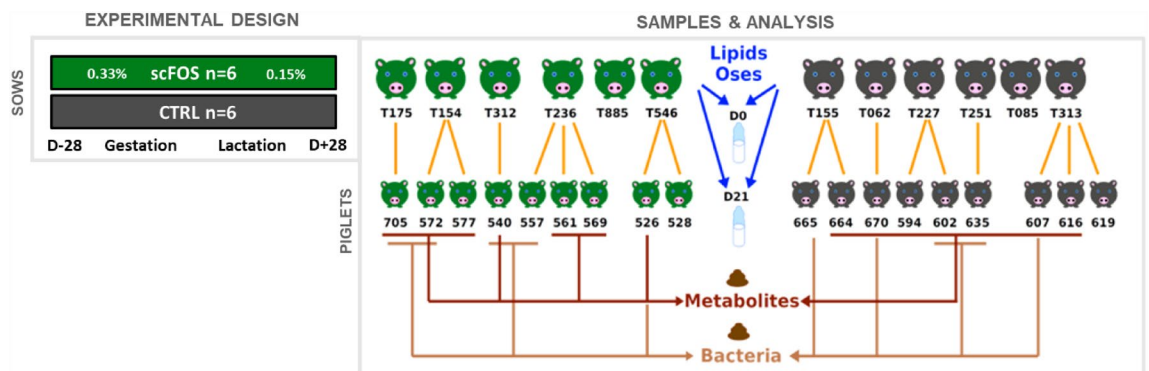 EXPERIMENTAL DESIGN
SAMPLES & ANALYSIS
SOWS
0.33% scFOS n=6 0.15%
CTRL n=6
D-28 Gestation Lactation D+28
PIGLETS
Lipids
Oses
T175 T154 T312 T236 T885 T546
D0
T155 T062 T227 T251 T085 T313
D21
705 572 577 540 557 561 569 526 528
665 664 670 594 602 635 607 616 619
Metabolites
Bacteria